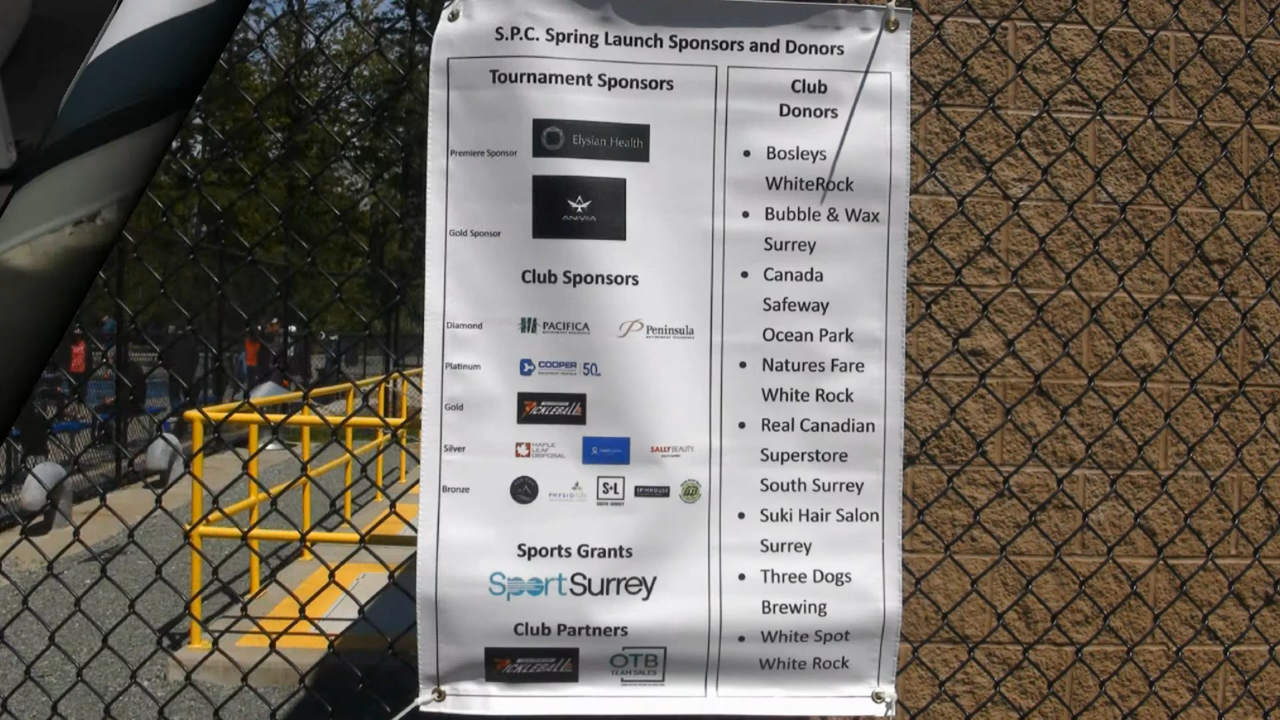 S.P.C. Spring Launch Sponsors and Donors
Tournament Sponsors
Premiere Sponsor
Elysian Health
Gold Sponsor
ANVIA
Club Sponsors
Diamond
PACIFICA
Peninsula
Platinum
COOPER
50
Gold
PICKLEBALL
Silver
MAPLE
LEAF
DISPOSAL
SALLY BEAUTY
Bronze
PHYSIO
S+L
Sports Grants
SportSurrey
Club Partners
PICKLEBALL
OTB
TEAM SALES
Club
Donors
• Bosleys
WhiteRock
• Bubble & Wax
Surrey
• Canada
Safeway
Ocean Park
• Natures Fare
White Rock
• Real Canadian
Superstore
South Surrey
• Suki Hair Salon
Surrey
• Three Dogs
Brewing
• White Spot
White Rock